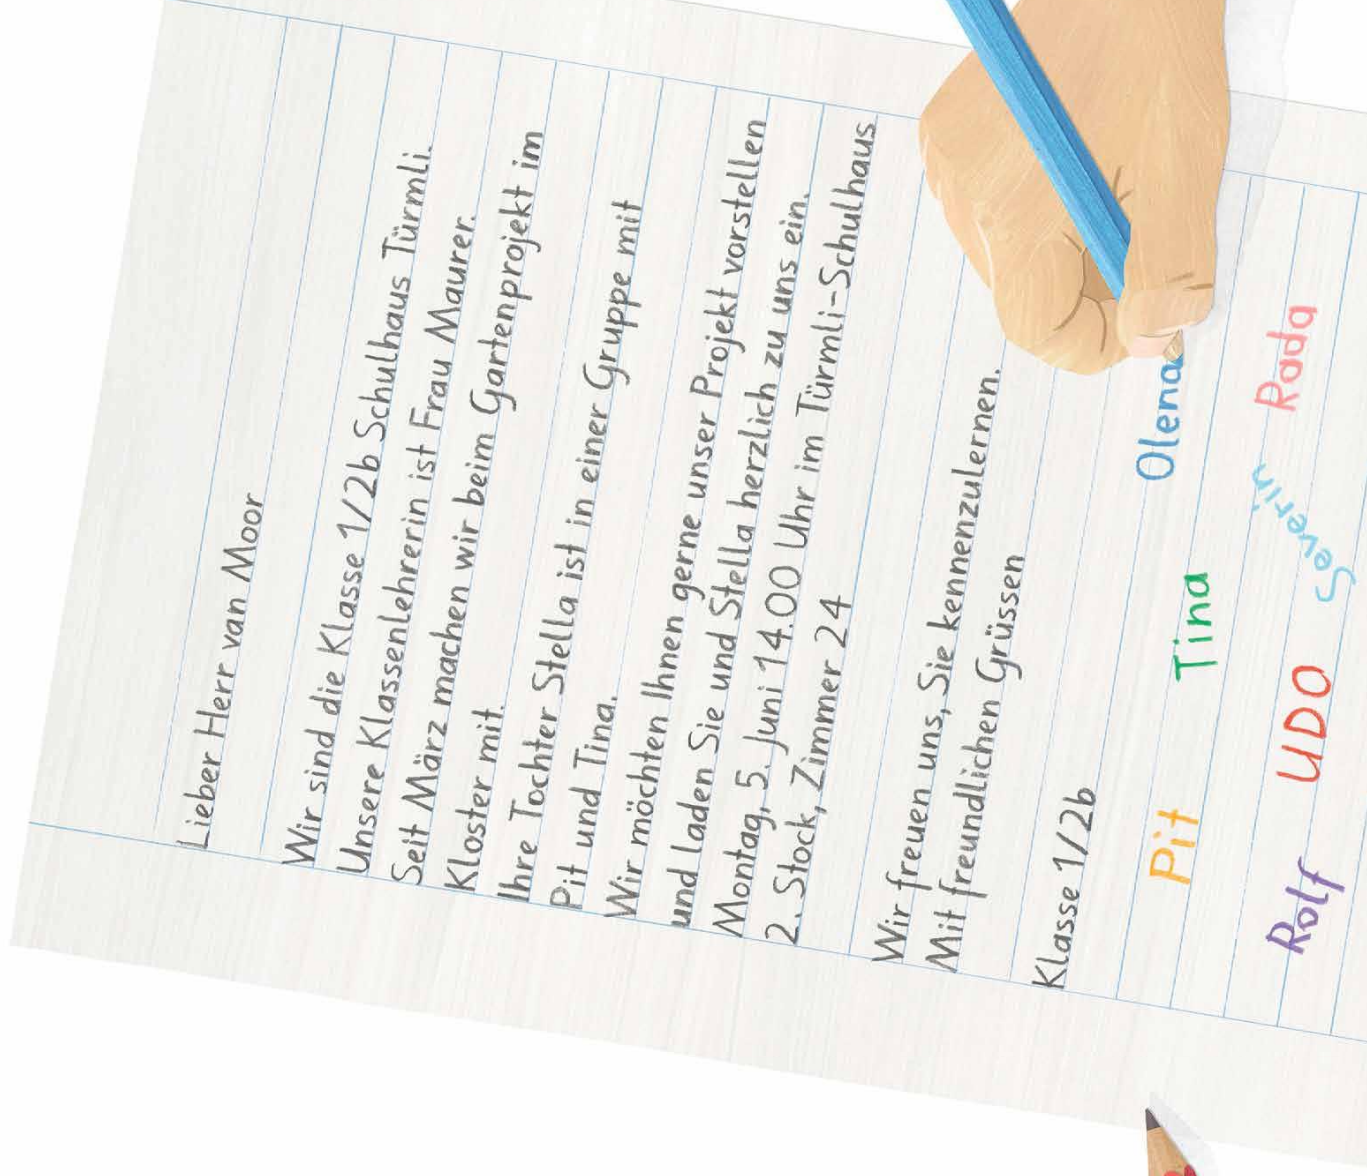 Lieber Herr van Moor
Wir sind die Klasse 1/2b Schulhaus Türmli.
Unsere Klassenlehrerin ist Frau Maurer.
Seit März machen wir beim Gartenprojekt im
Kloster mit.
Ihre Tochter Stella ist in einer Gruppe mit
Pit und Tina.
Wir möchten Ihnen gerne unser Projekt vorstellen
und laden Sie und Stella herzlich zu uns ein.
Montag, 5. Juni 14.00 Uhr im Türmli-Schulhaus
2. Stock, Zimmer 24
Wir freuen uns, Sie kennenzulernen.
Mit freundlichen Grüssen
Klasse 1/2b
Pit Tina Olena
Rolf UDO Severin Rada